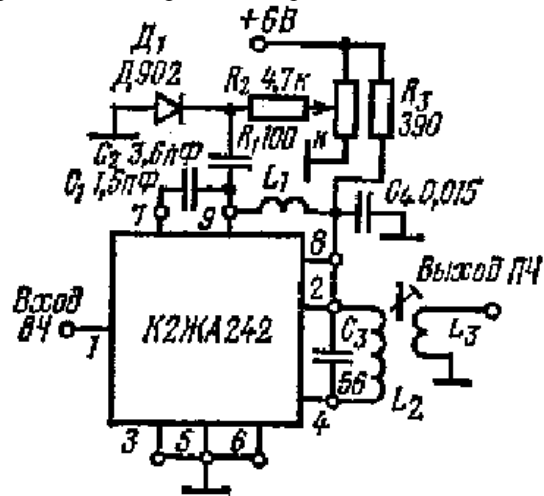 +6В
Д1
Д902
R2 4,7к
R3
390
R1 100 к
C2 3,6пФ
C1 1,5пФ
L1
C4 0,015
7
9
8
2
Выход ПЧ
Вход
ВЧ
1
К2ЖА242
C3
56
L3
L2
4
3
5
6